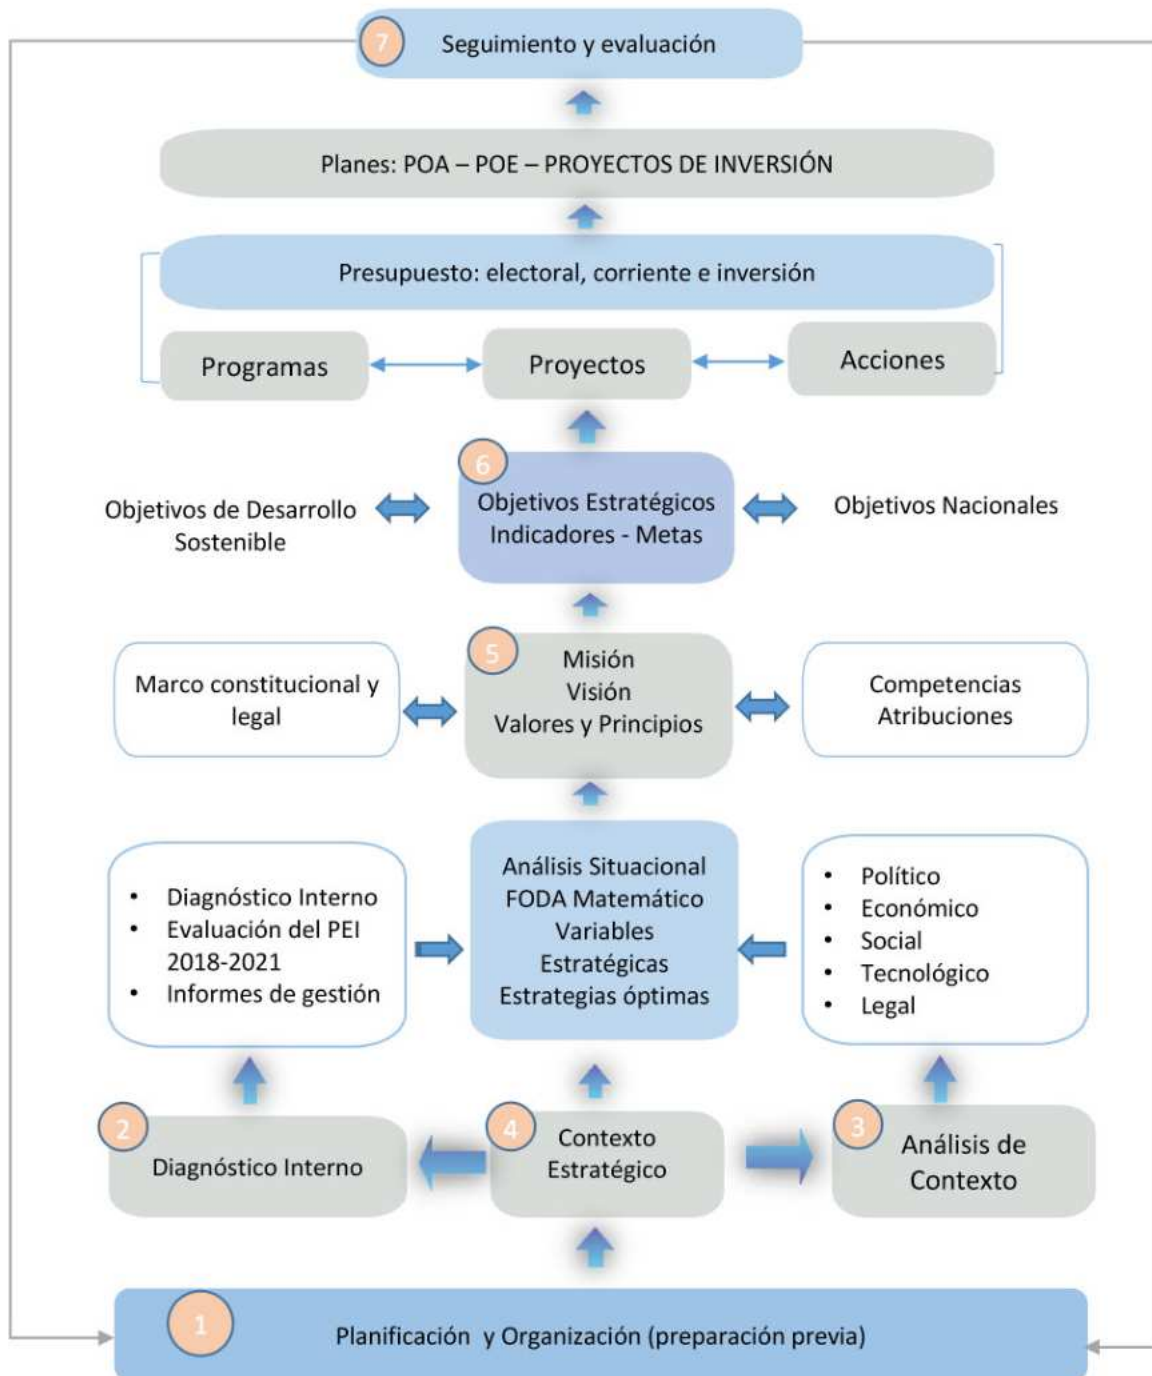 7
Seguimiento y evaluación
Planes: POA – POE – PROYECTOS DE INVERSIÓN
Presupuesto: electoral, corriente e inversión
Programas
Proyectos
Acciones
6
Objetivos de Desarrollo
Sostenible
Objetivos Estratégicos
Indicadores - Metas
Objetivos Nacionales
5
Marco constitucional y
legal
Misión
Visión
Valores y Principios
Competencias
Atribuciones
• Diagnóstico Interno
• Evaluación del PEI
2018-2021
• Informes de gestión
Análisis Situacional
FODA Matemático
Variables
Estratégicas
Estrategias óptimas
• Político
• Económico
• Social
• Tecnológico
• Legal
2
Diagnóstico Interno
4
Contexto
Estratégico
3
Análisis de
Contexto
1
Planificación y Organización (preparación previa)